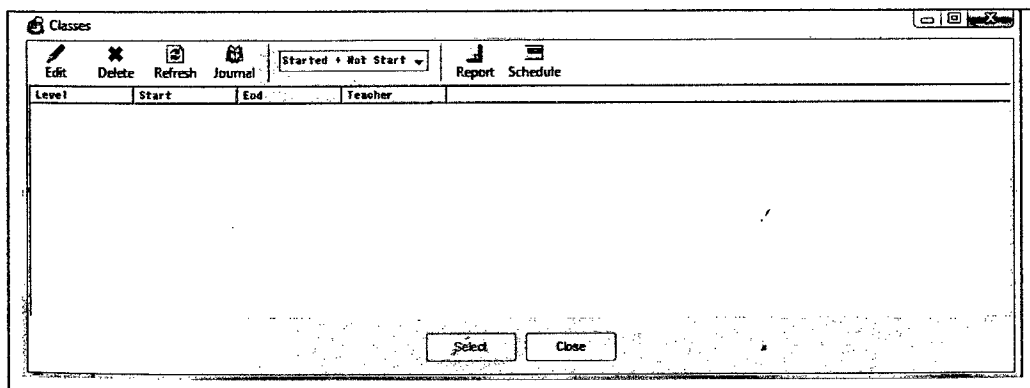 Classes
Started + Not Start
Edit Delete Refresh Journal Report Schedule
Level Start End Teacher
Select Close